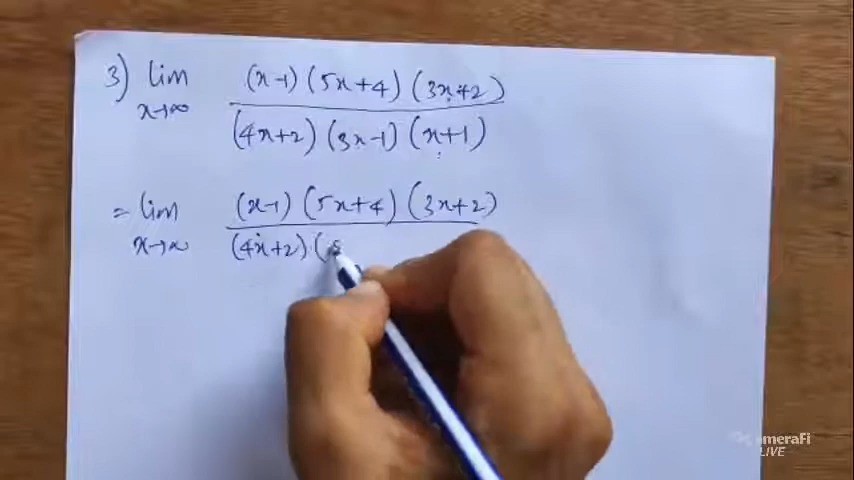 3) lim (x-1) (5x+4) (3x+2)
x→∞ (4x+2) (3x-1) (x+1)
= lim (x-1) (5x+4) (3x+2)
x→∞ (4x+2) (
LIVE